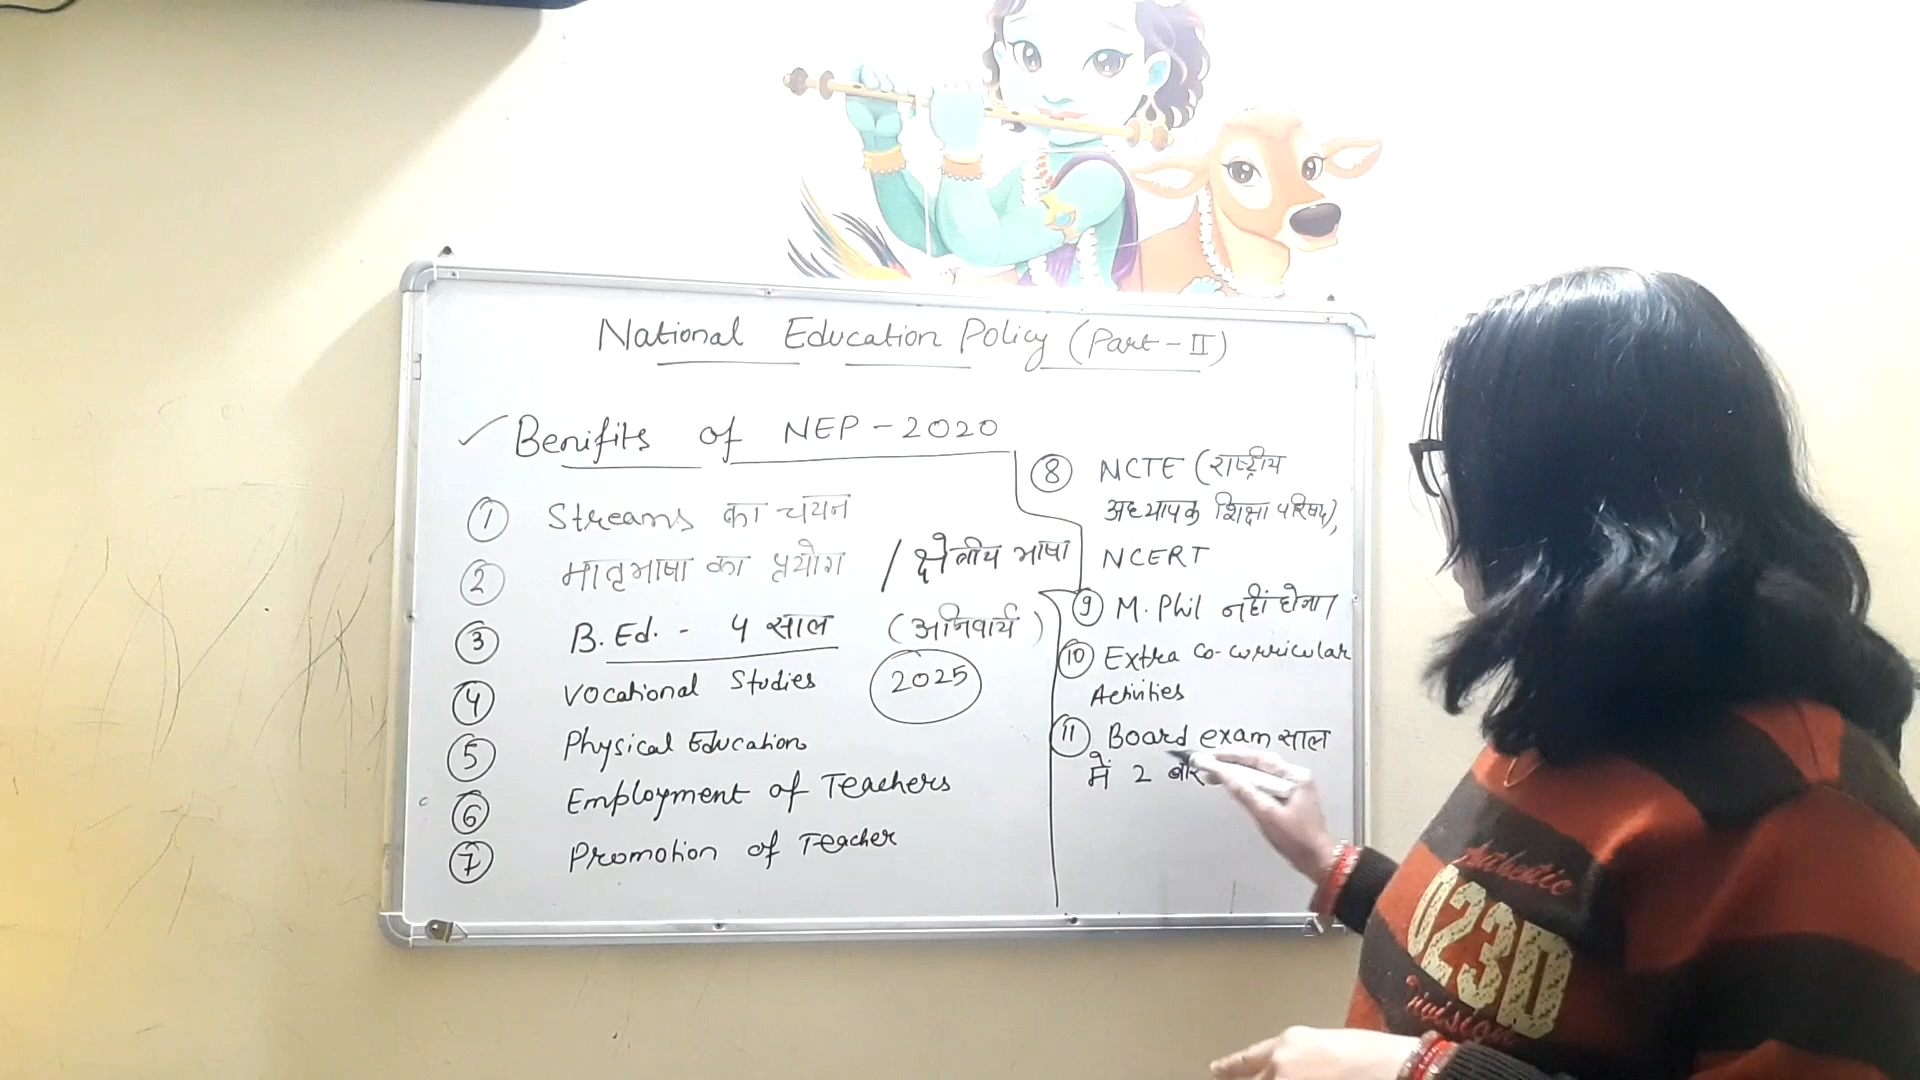 National Education Policy (Part-II)
✓ Benifits of NEP-2020
① Streams का चयन
② मातृभाषा का प्रयोग / क्षेत्रीय भाषा
③ B.Ed. - 4 साल (अनिवार्य)
④ Vocational Studies 2025
⑤ Physical Education
⑥ Employment of Teachers
⑦ Promotion of Teacher
⑧ NCTE (राष्ट्रीय
अध्यापक शिक्षा परिषद),
NCERT
⑨ M. Phil नहीं होगा
⑩ Extra Co-curricular
Activities
⑪ Board exam साल
में 2 बार
Authentic
023D
Division